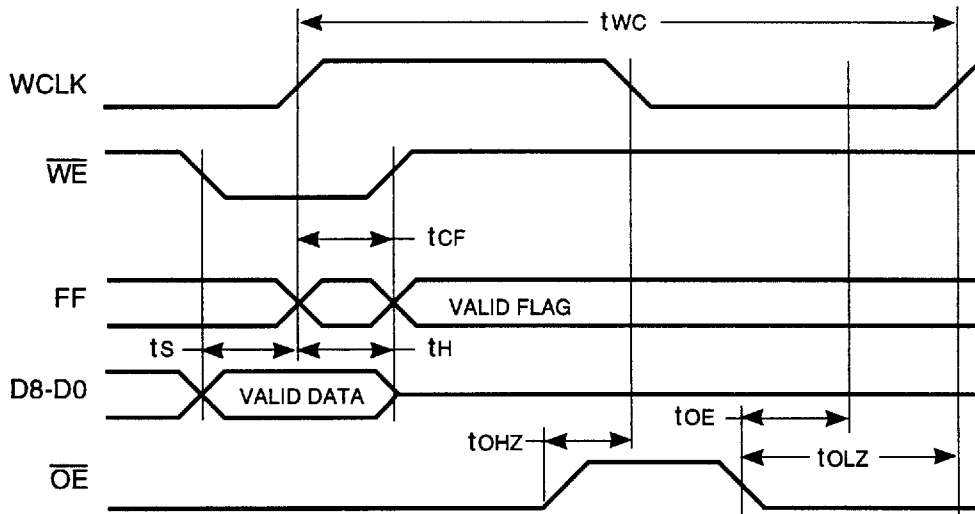 tWC
WCLK
WE
tCF
FF
VALID FLAG
tS
tH
D8-D0
VALID DATA
tOE
tOHZ
tOLZ
OE